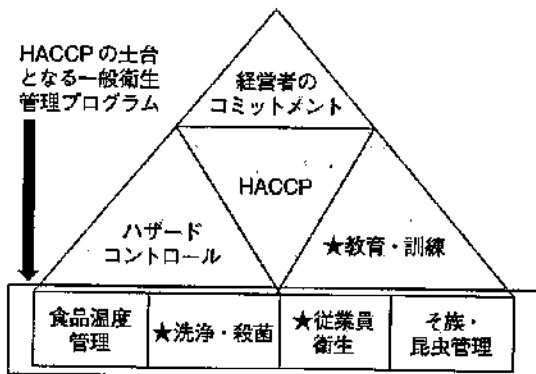 HACCPの土台
となる一般衛生
管理プログラム
経営者の
コミットメント
HACCP
ハザード
コントロール
★教育・訓練
食品温度
管理
★洗浄・殺菌
★従業員
衛生
そ族・
昆虫管理